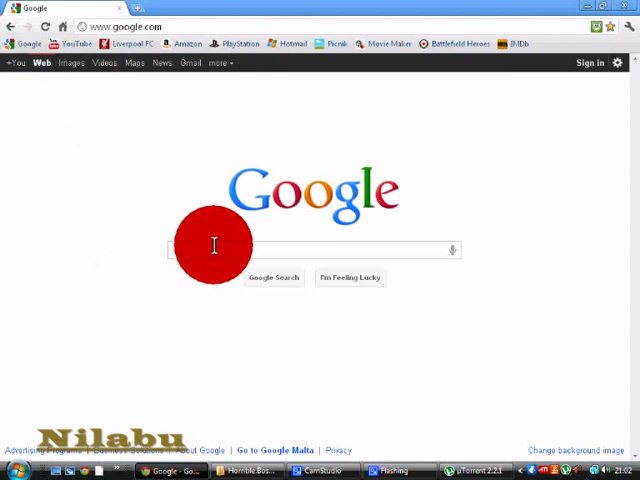 Google
www.google.com
Google YouTube Liverpool FC Amazon PlayStation Hotmail Picnik Movie Maker Battlefield Heroes IMDb
+You Web Images Videos Maps News Gmail more Sign in
Google
Google Search I'm Feeling Lucky
Nilabu
Advertising Programs Business Solutions About Google Go to Google Malta Privacy Change background image
Google - Go... Horrible.Bos... CamStudio Flashing µTorrent 2.2.1 21:02